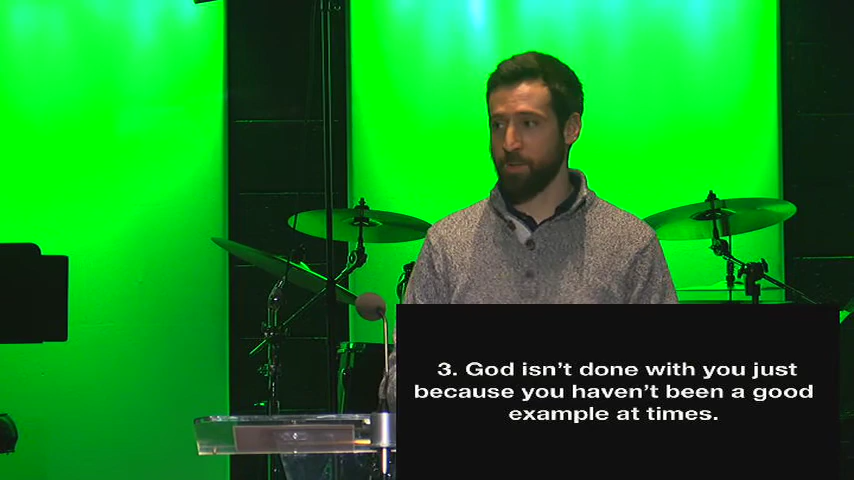 3. God isn't done with you just
because you haven't been a good
example at times.